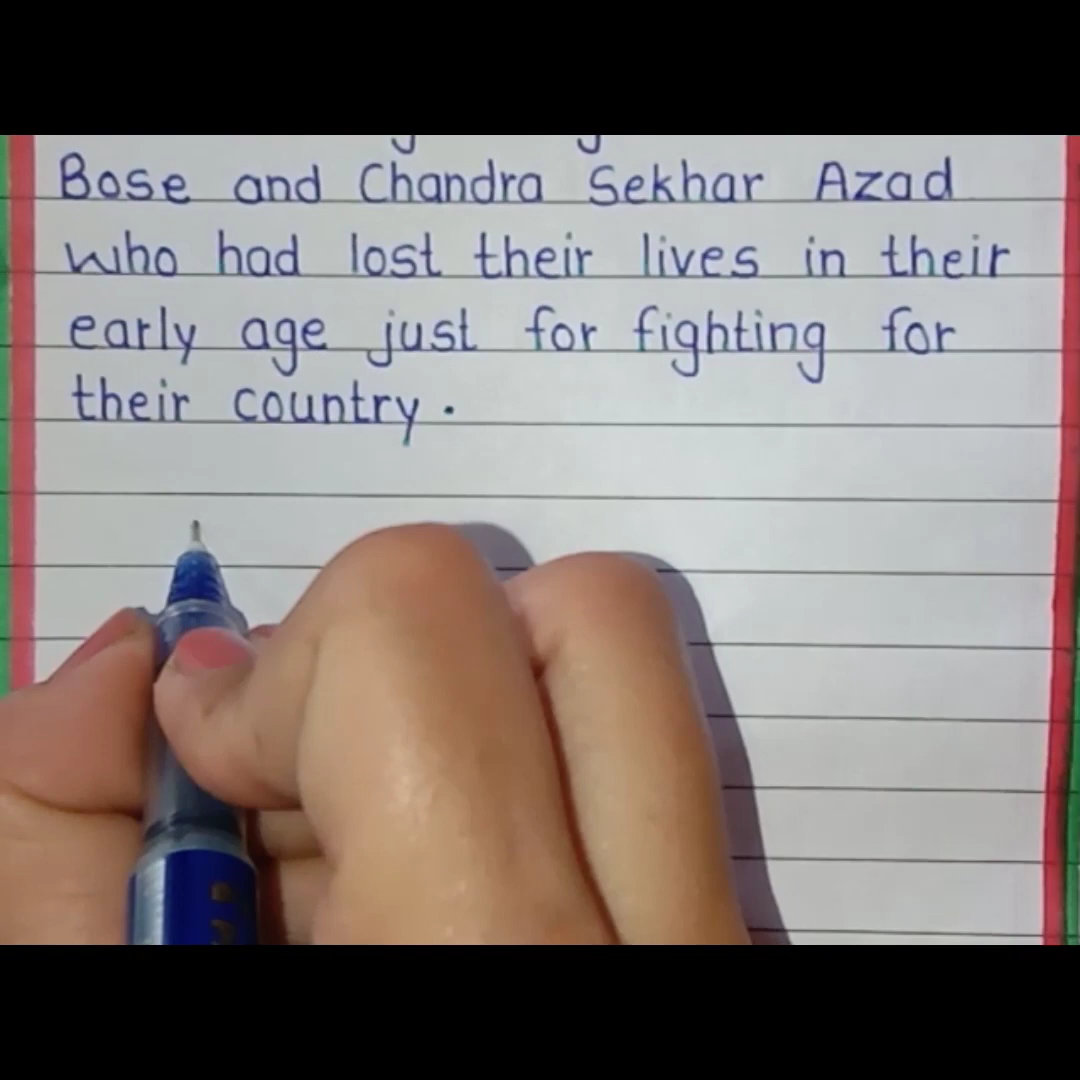 Bose and Chandra Sekhar Azad
who had lost their lives in their
early age just for fighting for
their country.